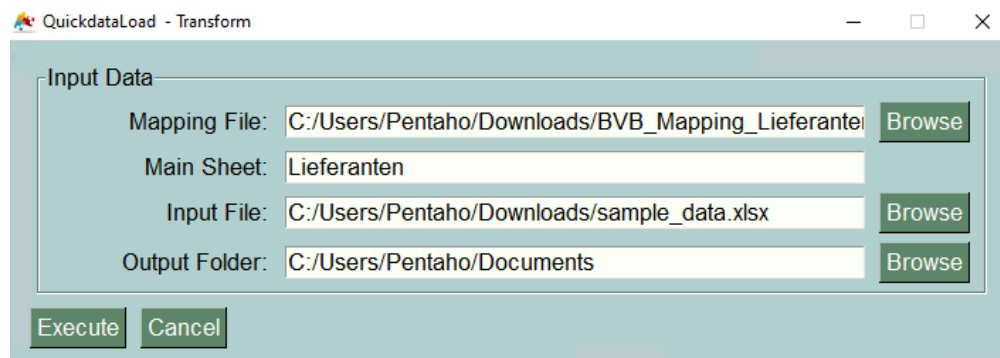 QuickdataLoad - Transform
Input Data
Mapping File: C:/Users/Pentaho/Downloads/BVB_Mapping_Lieferanten Browse
Main Sheet: Lieferanten
Input File: C:/Users/Pentaho/Downloads/sample_data.xlsx Browse
Output Folder: C:/Users/Pentaho/Documents Browse
Execute Cancel